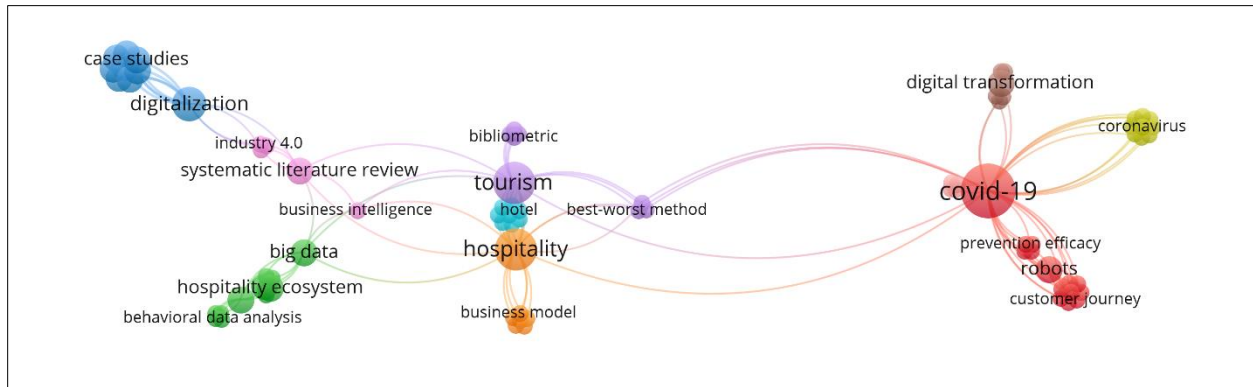 case studies
digital transformation
digitalization
coronavirus
industry 4.0
bibliometric
systematic literature review
tourism
covid-19
business intelligence
hotel
best-worst method
big data
hospitality
prevention efficacy
robots
hospitality ecosystem
customer journey
behavioral data analysis
business model